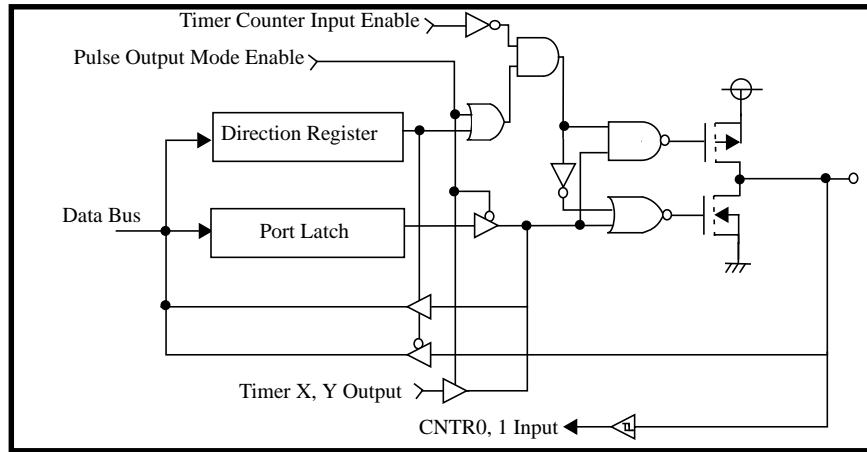 Timer Counter Input Enable
Pulse Output Mode Enable
Direction Register
Data Bus
Port Latch
Timer X, Y Output
CNTR0, 1 Input